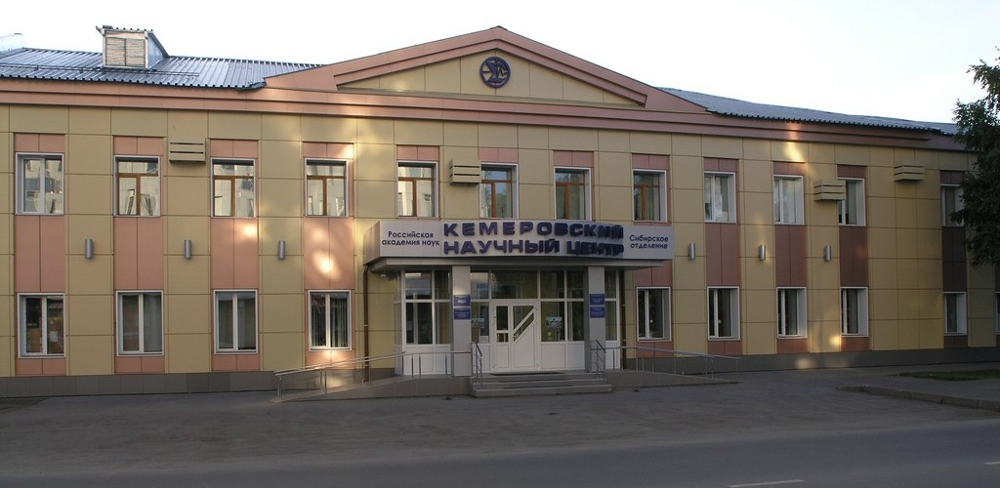 Российская
академия наук
КЕМЕРОВСКИЙ
НАУЧНЫЙ ЦЕНТР
Сибирское
отделение